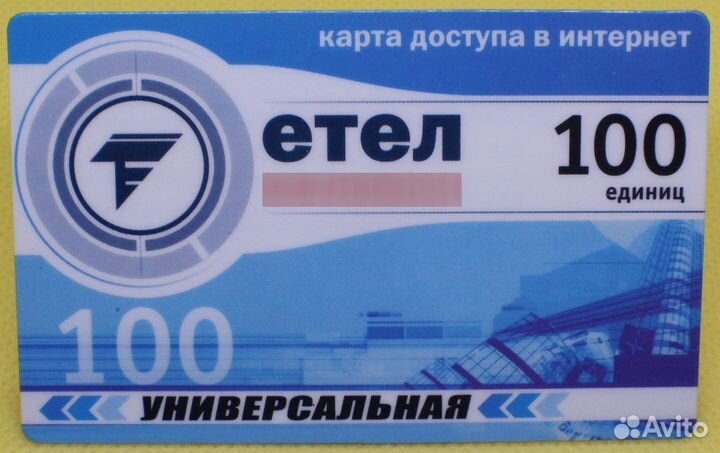 карта доступа в интернет
етел
100
единиц
100
УНИВЕРСАЛЬНАЯ
Avito